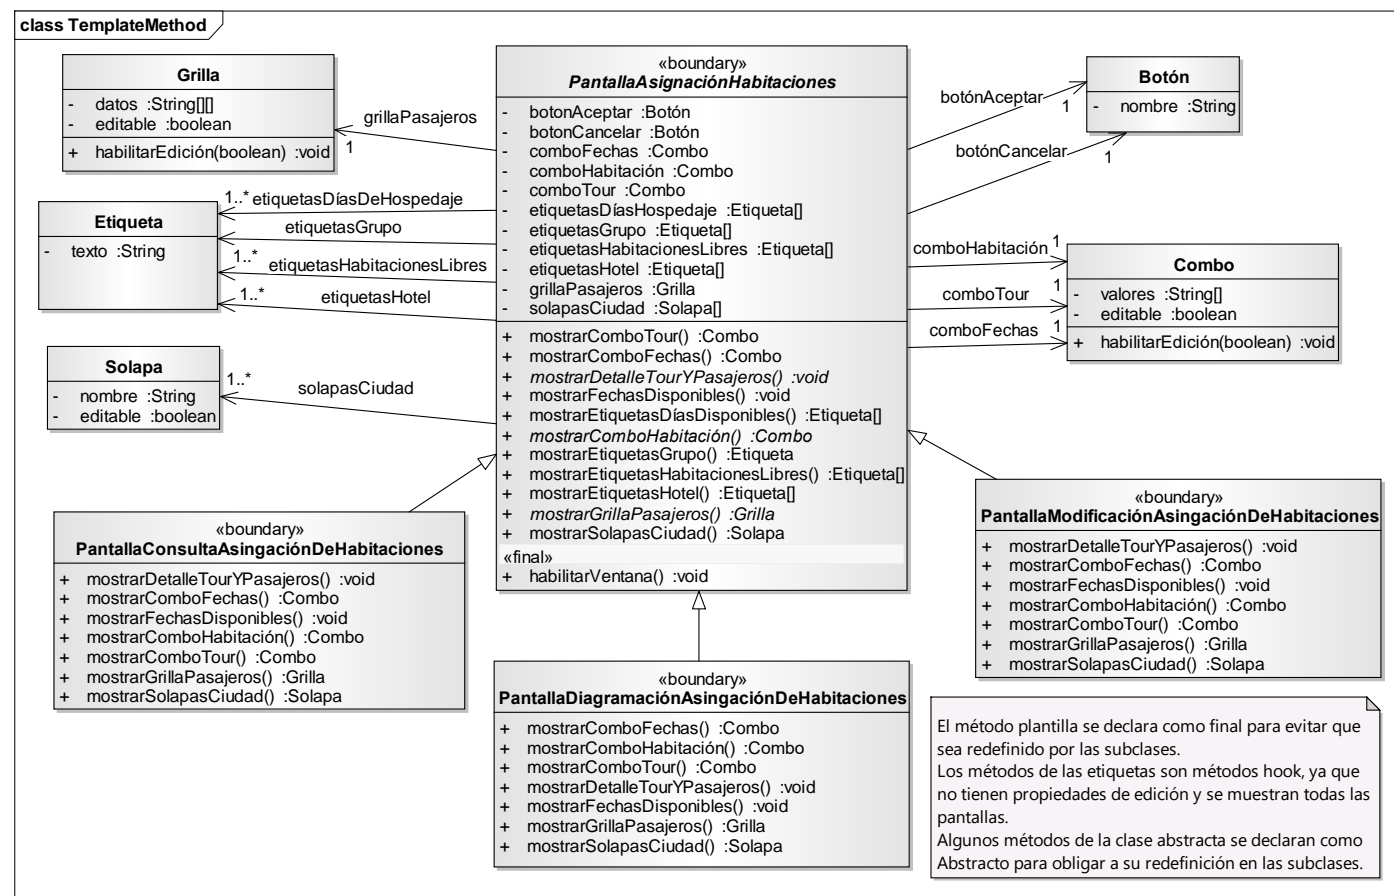 class TemplateMethod
Grilla
- datos :String[][]
- editable :boolean
+ habilitarEdición(boolean) :void
grillaPasajeros
1
Etiqueta
- texto :String
1..* etiquetasDíasDeHospedaje
etiquetasGrupo
1..*
etiquetasHabitacionesLibres
1..*
etiquetasHotel
Solapa
- nombre :String
- editable :boolean
1..*
solapasCiudad
«boundary»
PantallaAsignaciónHabitaciones
- botonAceptar :Botón
- botonCancelar :Botón
- comboFechas :Combo
- comboHabitación :Combo
- comboTour :Combo
- etiquetasDíasHospedaje :Etiqueta[]
- etiquetasGrupo :Etiqueta[]
- etiquetasHabitacionesLibres :Etiqueta[]
- etiquetasHotel :Etiqueta[]
- grillaPasajeros :Grilla
- solapasCiudad :Solapa[]
+ mostrarComboTour() :Combo
+ mostrarComboFechas() :Combo
+ mostrarDetalleTourYPasajeros() :void
+ mostrarFechasDisponibles() :void
+ mostrarEtiquetasDíasDisponibles() :Etiqueta[]
+ mostrarComboHabitación() :Combo
+ mostrarEtiquetasGrupo() :Etiqueta
+ mostrarEtiquetasHabitacionesLibres() :Etiqueta[]
+ mostrarEtiquetasHotel() :Etiqueta[]
+ mostrarGrillaPasajeros() :Grilla
+ mostrarSolapasCiudad() :Solapa
«final»
+ habilitarVentana() :void
botónAceptar
1
botónCancelar
1
Botón
- nombre :String
comboHabitación
1
comboTour
1
comboFechas
1
Combo
- valores :String[]
- editable :boolean
+ habilitarEdición(boolean) :void
«boundary»
PantallaConsultaAsingaciónDeHabitaciones
+ mostrarDetalleTourYPasajeros() :void
+ mostrarComboFechas() :Combo
+ mostrarFechasDisponibles() :void
+ mostrarComboHabitación() :Combo
+ mostrarComboTour() :Combo
+ mostrarGrillaPasajeros() :Grilla
+ mostrarSolapasCiudad() :Solapa
«boundary»
PantallaDiagramaciónAsingaciónDeHabitaciones
+ mostrarComboFechas() :Combo
+ mostrarComboHabitación() :Combo
+ mostrarComboTour() :Combo
+ mostrarDetalleTourYPasajeros() :void
+ mostrarFechasDisponibles() :void
+ mostrarGrillaPasajeros() :Grilla
+ mostrarSolapasCiudad() :Solapa
«boundary»
PantallaModificaciónAsingaciónDeHabitaciones
+ mostrarDetalleTourYPasajeros() :void
+ mostrarComboFechas() :Combo
+ mostrarFechasDisponibles() :void
+ mostrarComboHabitación() :Combo
+ mostrarComboTour() :Combo
+ mostrarGrillaPasajeros() :Grilla
+ mostrarSolapasCiudad() :Solapa
El método plantilla se declara como final para evitar que
sea redefinido por las subclases.
Los métodos de las etiquetas son métodos hook, ya que
no tienen propiedades de edición y se muestran todas las
pantallas.
Algunos métodos de la clase abstracta se declaran como
Abstracto para obligar a su redefinición en las subclases.